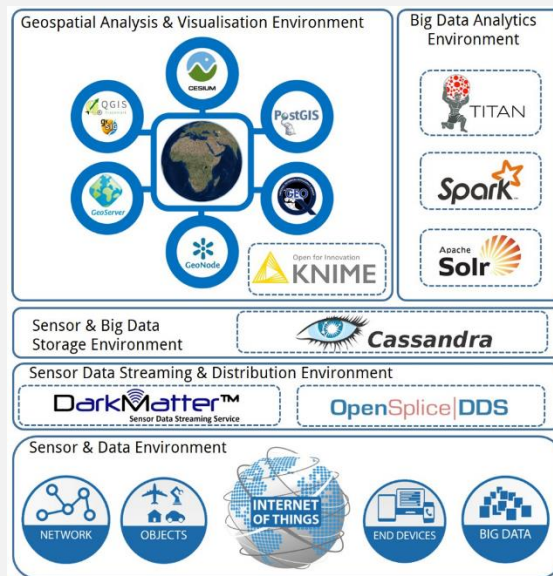 Geospatial Analysis & Visualisation Environment
CESIUM
QGIS
PostGIS
GeoServer
GEO
Q
GeoNode
Open for Innovation
KNIME
Big Data Analytics
Environment
TITAN
Spark
Apache
Solr
Sensor & Big Data
Storage Environment
Cassandra
Sensor Data Streaming & Distribution Environment
DarkMatter™
Sensor Data Streaming Service
OpenSplice|DDS
Sensor & Data Environment
NETWORK
OBJECTS
INTERNET
OF THINGS
END DEVICES
BIG DATA